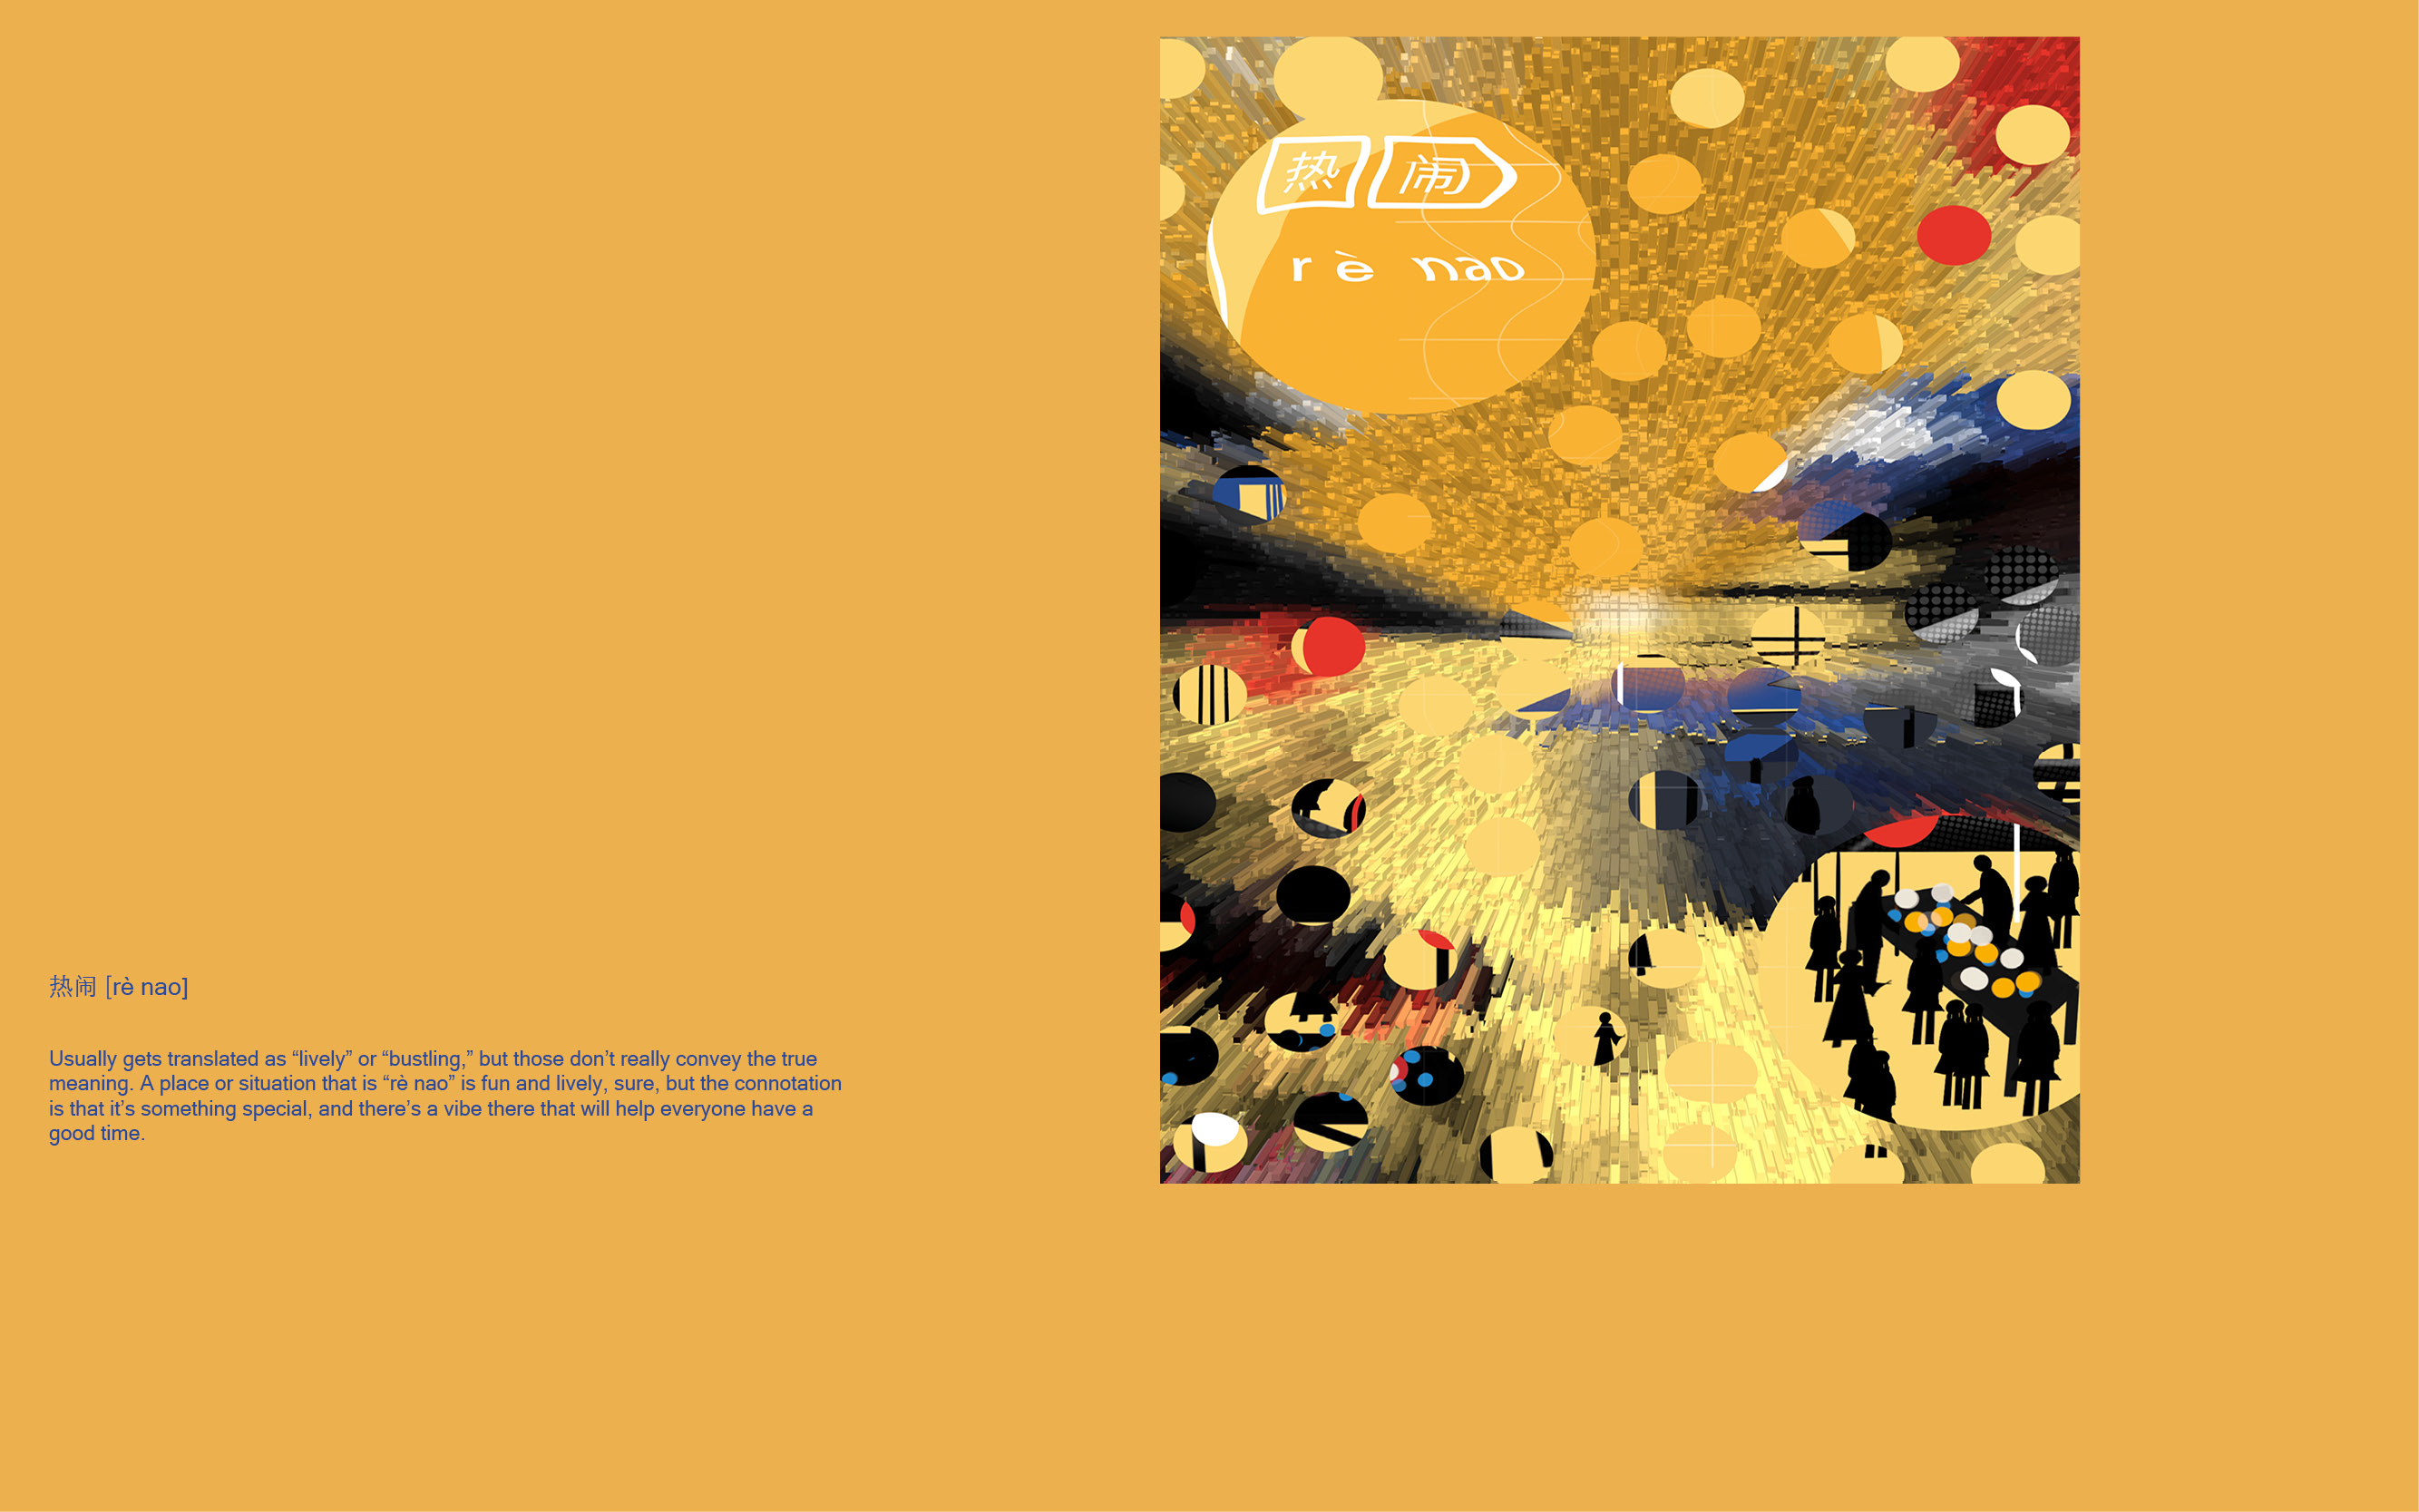 热闹 [rè nao]
Usually gets translated as “lively” or “bustling,” but those don’t really convey the true
meaning. A place or situation that is “rè nao” is fun and lively, sure, but the connotation
is that it’s something special, and there’s a vibe there that will help everyone have a
good time.
热 闹
rè nao